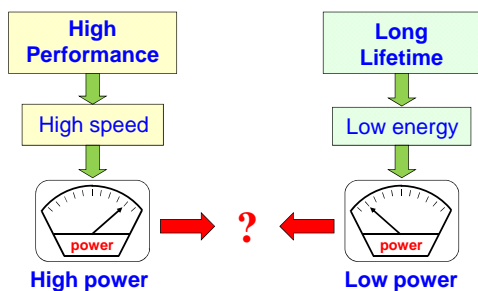 High
Performance
Long
Lifetime
High speed
Low energy
power
?
power
High power
Low power